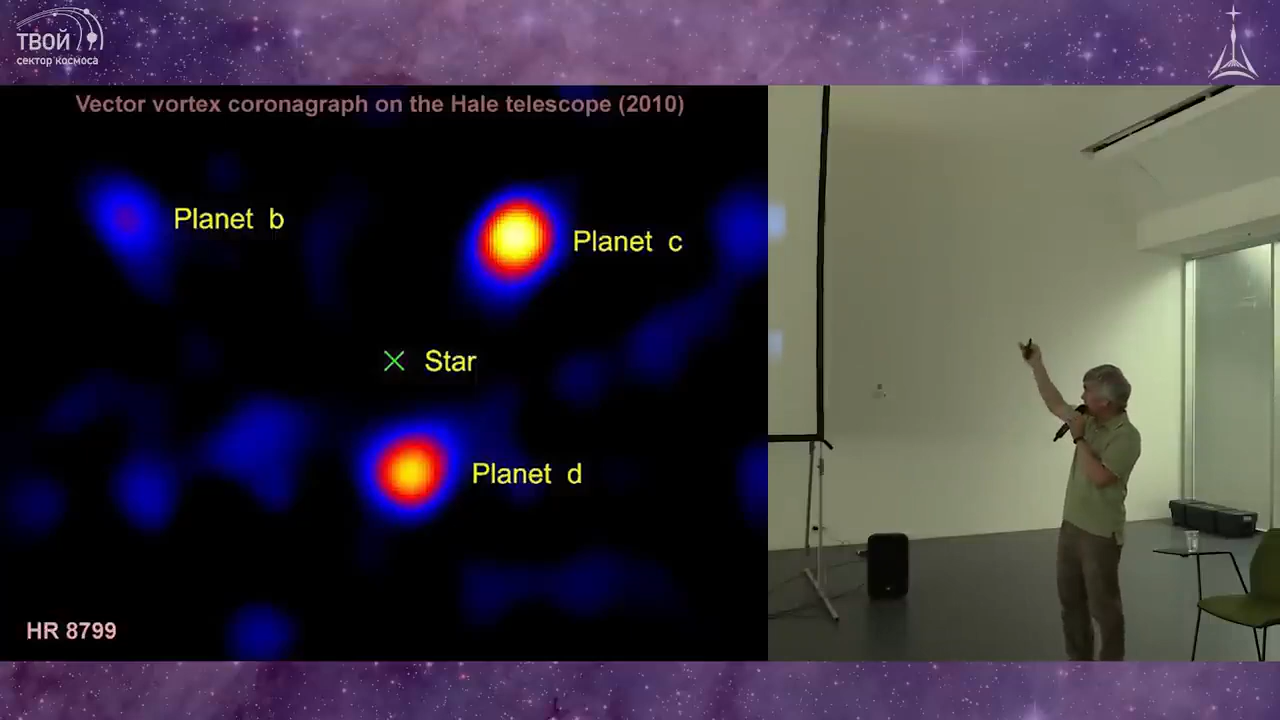 ТВОЙ
сектор космоса
Vector vortex coronagraph on the Hale telescope (2010)
Planet b
Planet c
Star
Planet d
HR 8799